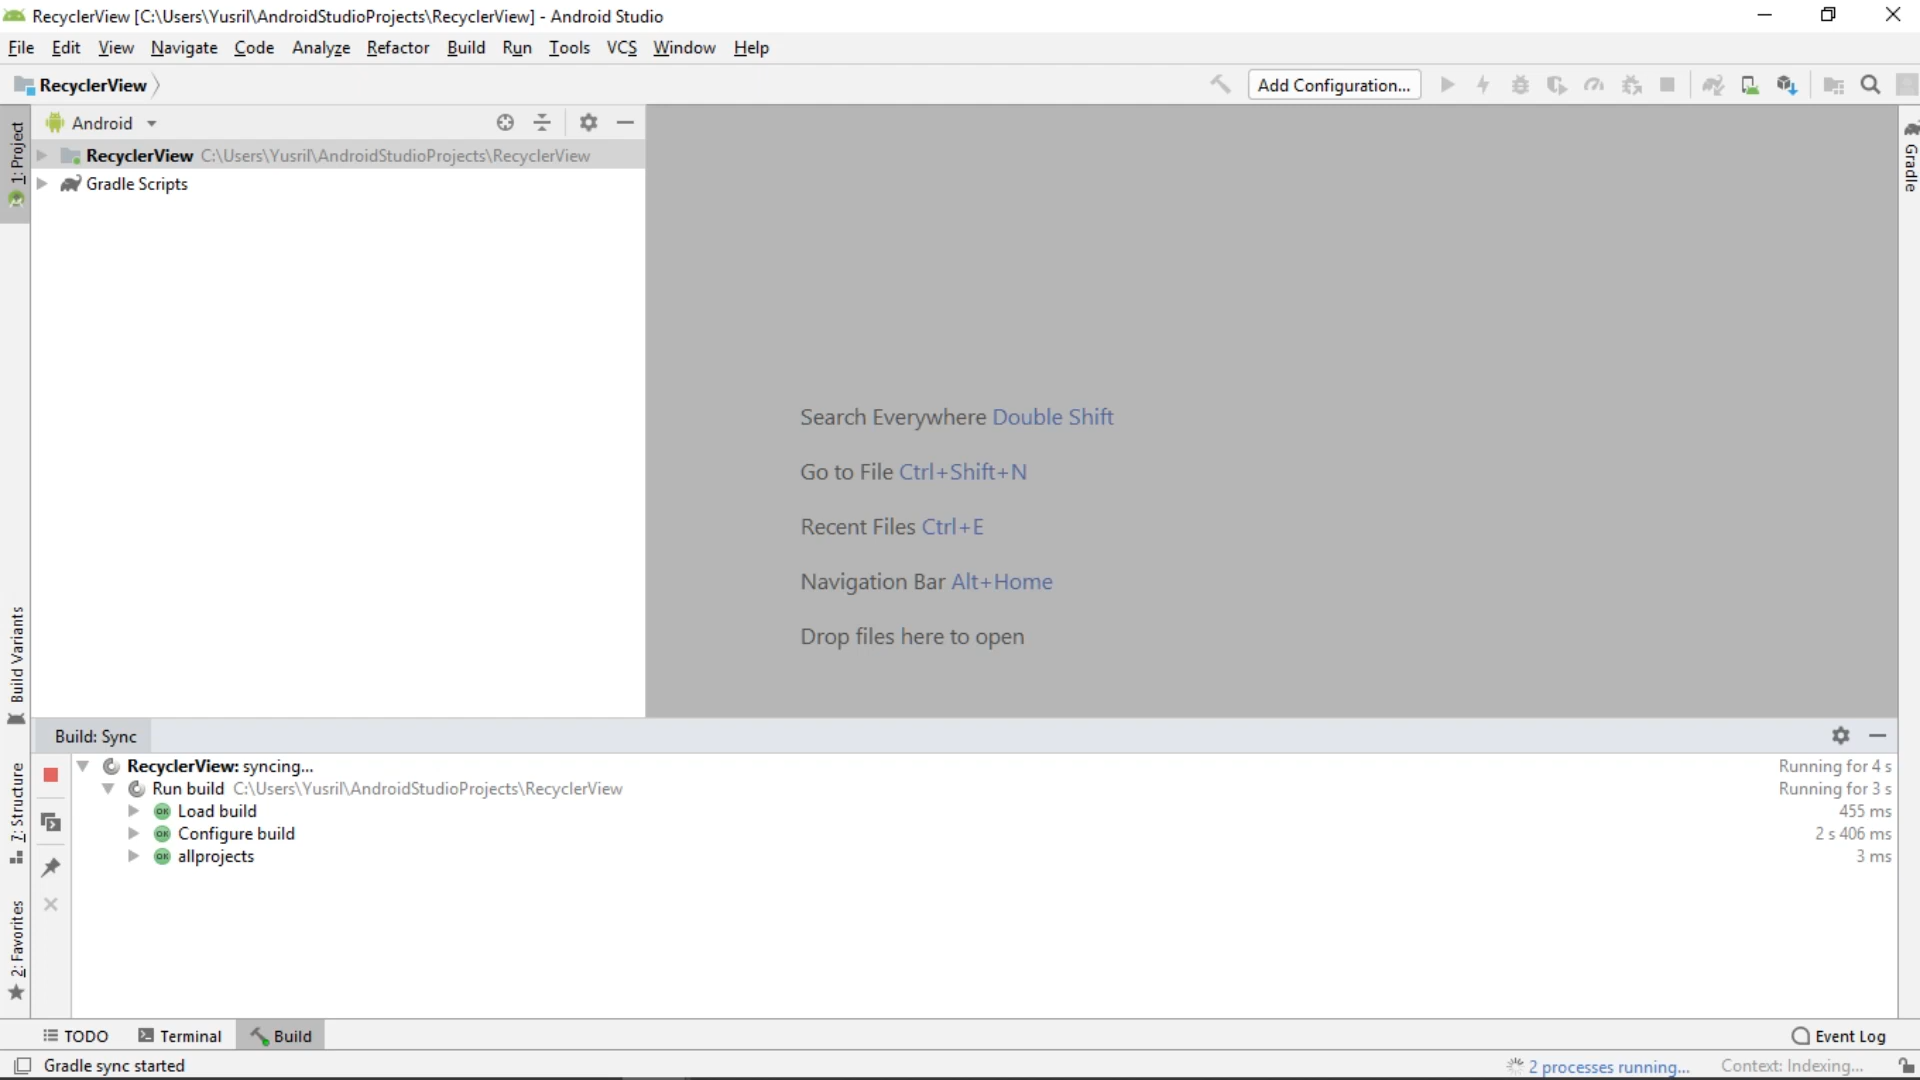 RecyclerView [C:\Users\Yusril\AndroidStudioProjects\RecyclerView] - Android Studio
File Edit View Navigate Code Analyze Refactor Build Run Tools VCS Window Help
RecyclerView
Add Configuration...
Android
1: Project
RecyclerView C:\Users\Yusril\AndroidStudioProjects\RecyclerView
Gradle Scripts
Gradle
Search Everywhere Double Shift
Go to File Ctrl+Shift+N
Recent Files Ctrl+E
Navigation Bar Alt+Home
Drop files here to open
Build Variants
Build: Sync
RecyclerView: syncing... Running for 4 s
Run build C:\Users\Yusril\AndroidStudioProjects\RecyclerView Running for 3 s
OK Load build 455 ms
OK Configure build 2 s 406 ms
OK allprojects 3 ms
7: Structure
2: Favorites
TODO Terminal Build Event Log
Gradle sync started 2 processes running... Context: Indexing...